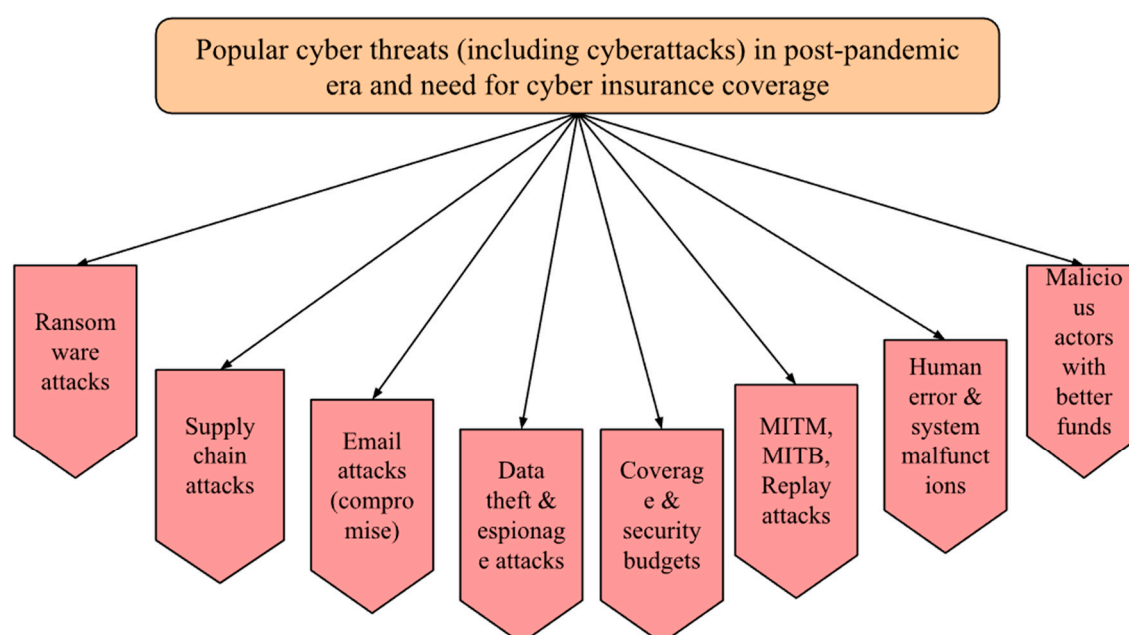 Popular cyber threats (including cyberattacks) in post-pandemic
era and need for cyber insurance coverage
Ransom
ware
attacks
Supply
chain
attacks
Email
attacks
(compro
mise)
Data
theft &
espionag
e attacks
Coverag
e &
security
budgets
MITM,
MITB,
Replay
attacks
Human
error &
system
malfunct
ions
Malicio
us
actors
with
better
funds